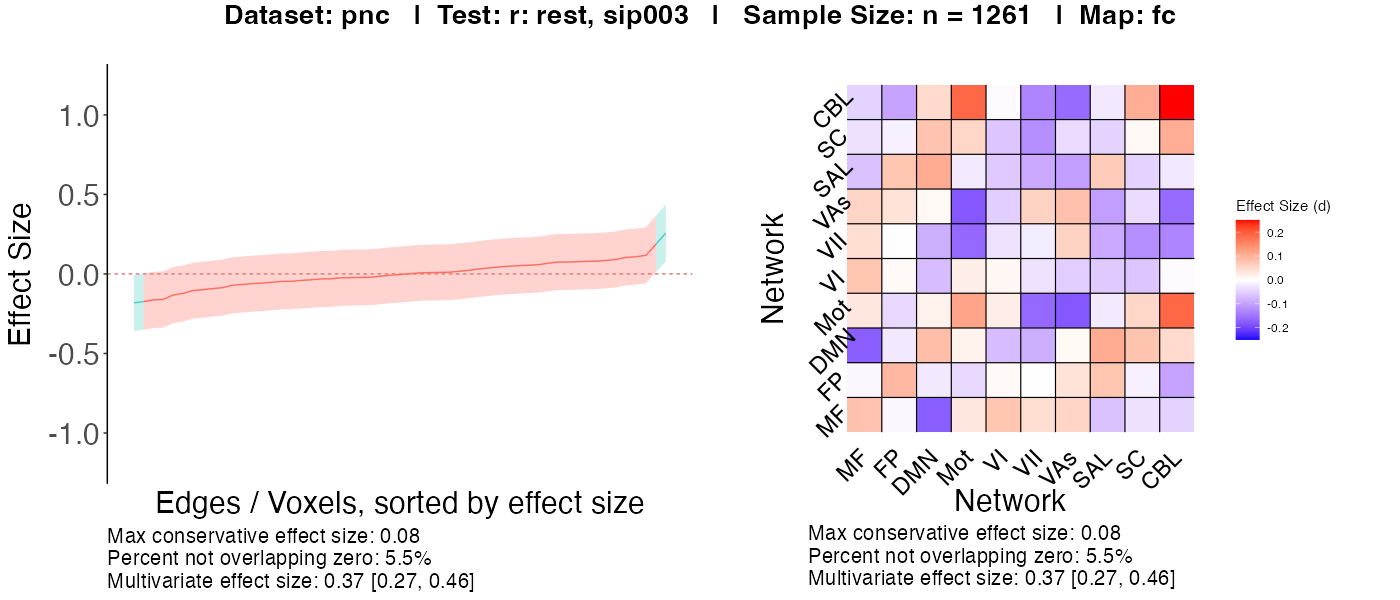 Dataset: pnc | Test: r: rest, sip003 | Sample Size: n = 1261 | Map: fc
Effect Size
1.0
0.5
0.0
-0.5
-1.0
Edges / Voxels, sorted by effect size
Max conservative effect size: 0.08
Percent not overlapping zero: 5.5%
Multivariate effect size: 0.37 [0.27, 0.46]
Network
CBL
SC
SAL
VAs
VII
VI
Mot
DMN
FP
MF
MF
FP
DMN
Mot
VI
VII
VAs
SAL
SC
CBL
Network
Max conservative effect size: 0.08
Percent not overlapping zero: 5.5%
Multivariate effect size: 0.37 [0.27, 0.46]
Effect Size (d)
0.2
0.1
0.0
-0.1
-0.2